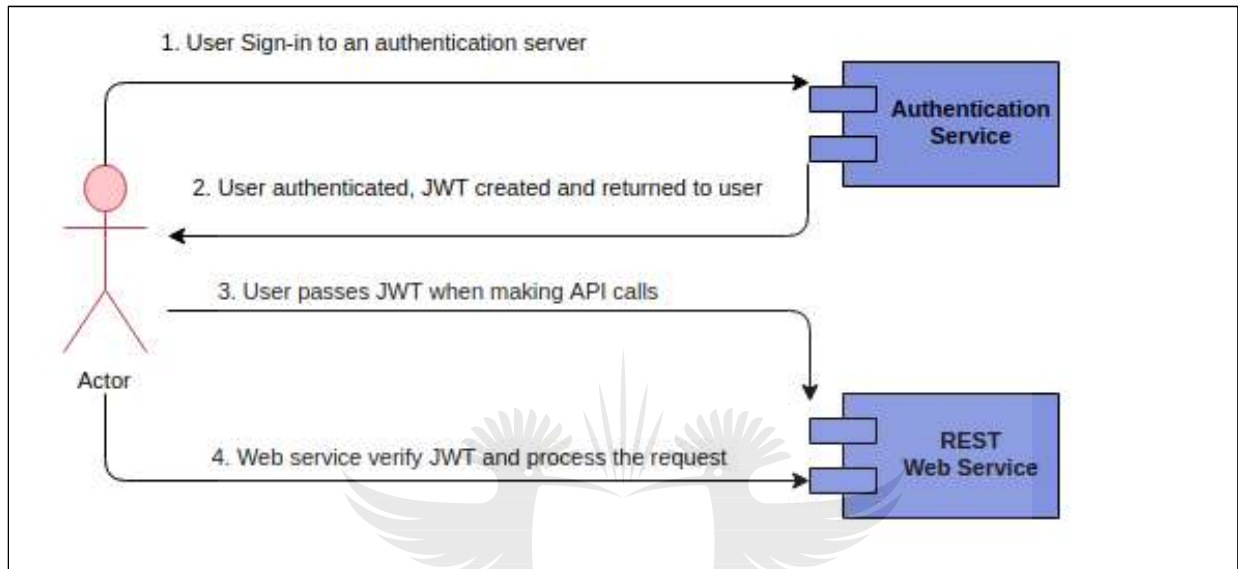 1. User Sign-in to an authentication server
Authentication
Service
2. User authenticated, JWT created and returned to user
3. User passes JWT when making API calls
Actor
4. Web service verify JWT and process the request
REST
Web Service